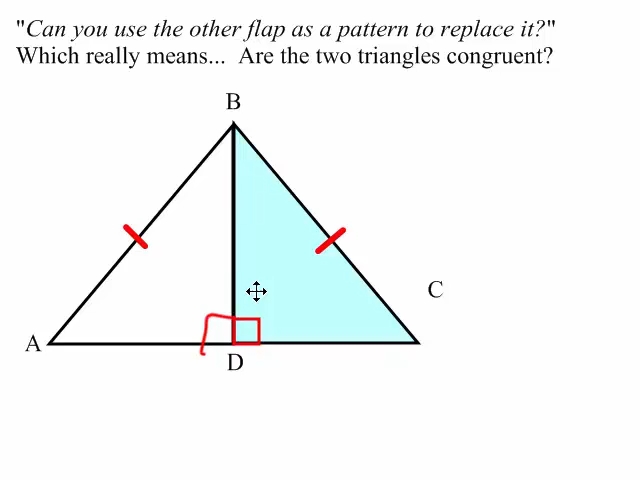 "Can you use the other flap as a pattern to replace it?"
Which really means... Are the two triangles congruent?
B
C
A
D